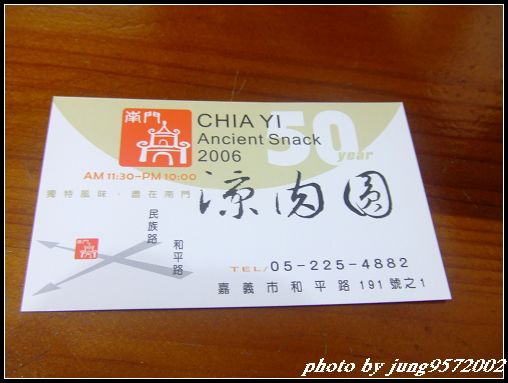 南門
CHIA YI
Ancient Snack
2006
50
year
AM 11:30-PM 10:00
獨特風味·盡在南門
涼肉圓
民族路
和平路
TEL/05-225-4882
嘉義市和平路191號之1
photo by jung9572002